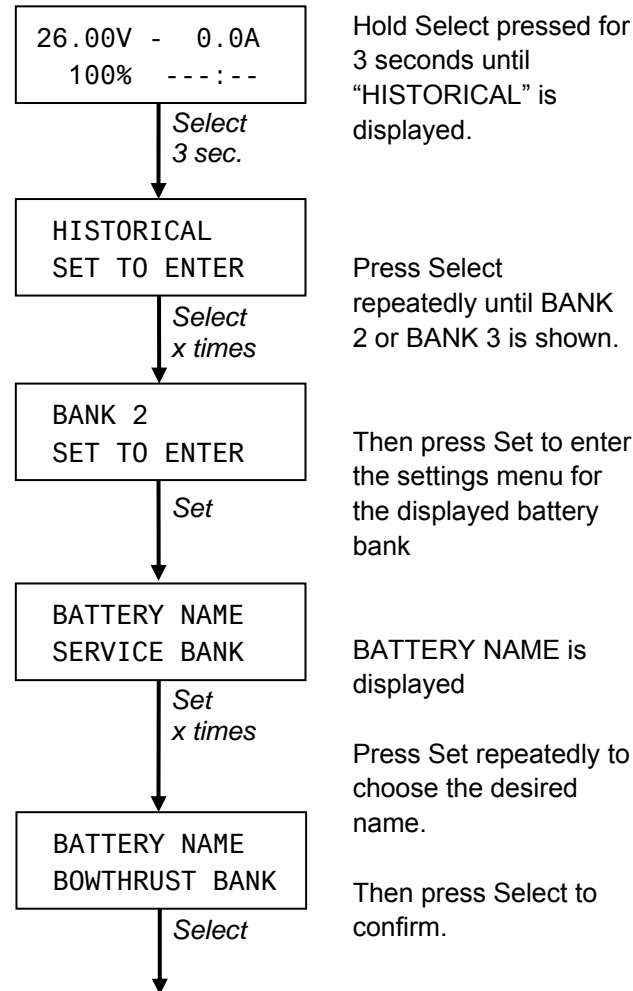 26.00V - 0.0A
100% ---:--
Select
3 sec.
HISTORICAL
SET TO ENTER
Select
x times
BANK 2
SET TO ENTER
Set
BATTERY NAME
SERVICE BANK
Set
x times
BATTERY NAME
BOWTHRUST BANK
Select
Hold Select pressed for
3 seconds until
“HISTORICAL” is
displayed.
Press Select
repeatedly until BANK
2 or BANK 3 is shown.
Then press Set to enter
the settings menu for
the displayed battery
bank
BATTERY NAME is
displayed
Press Set repeatedly to
choose the desired
name.
Then press Select to
confirm.